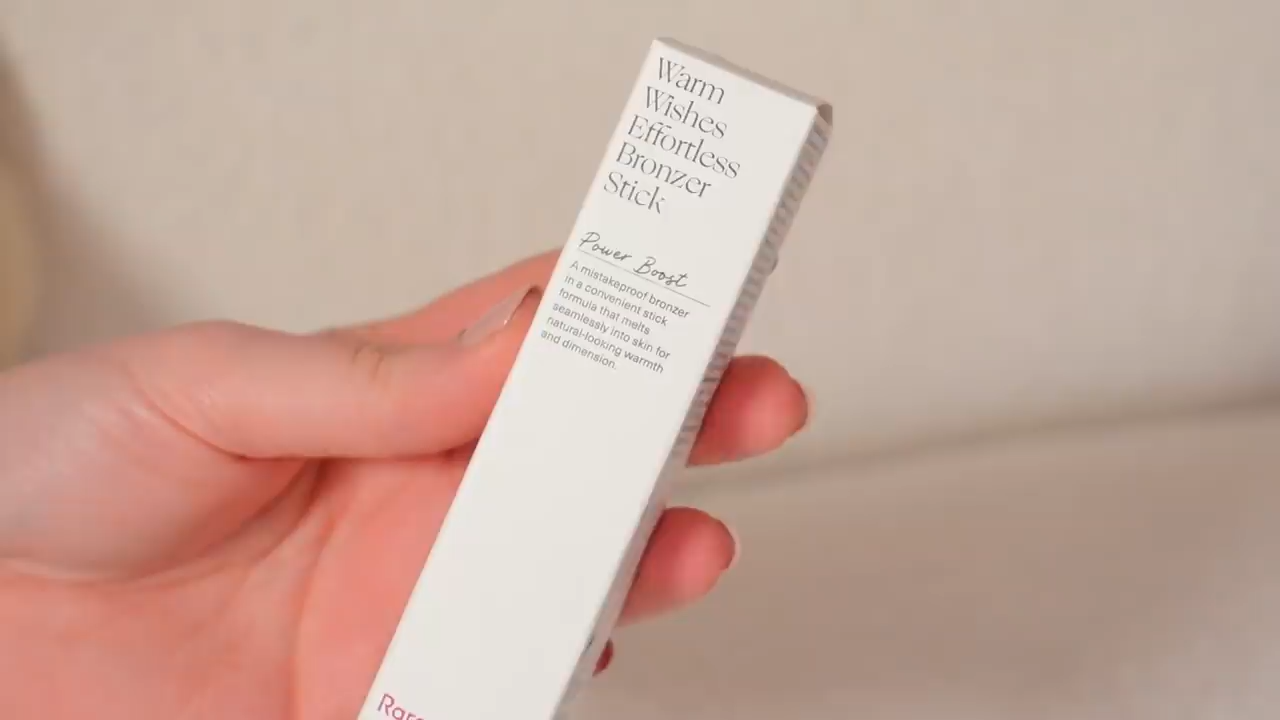 Warm
Wishes
Effortless
Bronzer
Stick
Power Boost
A mistakeproof bronzer
in a convenient stick
formula that melts
seamlessly into skin for
natural-looking warmth
and dimension.
Rare